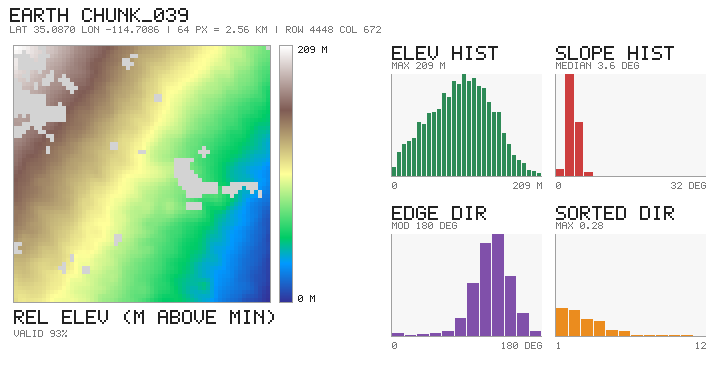 EARTH CHUNK_039
LAT 35.0870 LON -114.7086 | 64 PX = 2.56 KM | ROW 4448 COL 672
209 M
0 M
REL ELEV (M ABOVE MIN)
VALID 93%
ELEV HIST
MAX 209 M
0
209 M
SLOPE HIST
MEDIAN 3.6 DEG
0
32 DEG
EDGE DIR
MOD 180 DEG
0
180 DEG
SORTED DIR
MAX 0.28
1
12